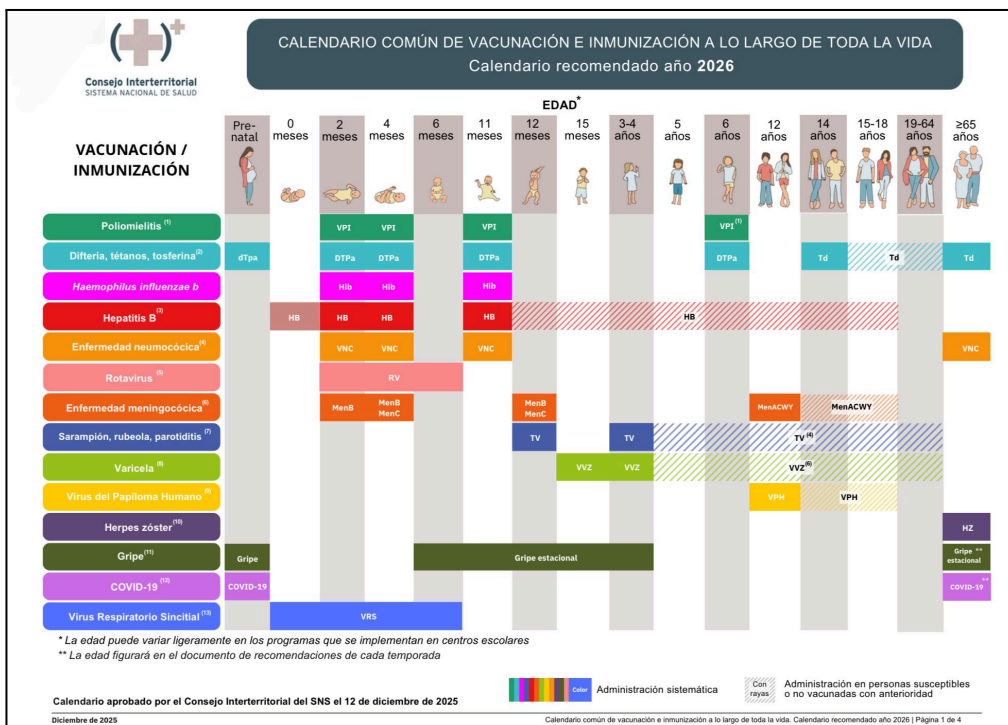 CALENDARIO COMÚN DE VACUNACIÓN E INMUNIZACIÓN A LO LARGO DE TODA LA VIDA
Calendario recomendado año 2026
Consejo Interterritorial
SISTEMA NACIONAL DE SALUD
EDAD*
VACUNACIÓN /
INMUNIZACIÓN
Pre-
natal
0
meses
2
meses
4
meses
6
meses
11
meses
12
meses
15
meses
3-4
años
5
años
6
años
12
años
14
años
15-18
años
19-64
años
≥65
años
Poliomielitis (1) VPI VPI VPI VPI(1)
Difteria, tétanos, tosferina(2) dTpa DTPa DTPa DTPa DTPa Td Td Td
Haemophilus influenzae b Hib Hib Hib
Hepatitis B (3) HB HB HB HB HB
Enfermedad neumocócica(4) VNC VNC VNC VNC
Rotavirus (5) RV
Enfermedad meningocócica(6) MenB MenB MenC MenB MenC MenACWY MenACWY
Sarampión, rubeola, parotiditis (7) TV TV TV(4)
Varicela (8) VVZ VVZ VVZ(6)
Virus del Papiloma Humano(9) VPH VPH
Herpes zóster(10) HZ
Gripe(11) Gripe Gripe estacional Gripe ** estacional
COVID-19 (12) COVID-19 COVID-19 **
Virus Respiratorio Sincitial (13) VRS
* La edad puede variar ligeramente en los programas que se implementan en centros escolares
** La edad figurará en el documento de recomendaciones de cada temporada
Color
Administración sistemática
Con
rayas
Administración en personas susceptibles
o no vacunadas con anterioridad
Calendario aprobado por el Consejo Interterritorial del SNS el 12 de diciembre de 2025
Diciembre de 2025
Calendario común de vacunación e inmunización a lo largo de toda la vida. Calendario recomendado año 2026 | Página 1 de 4